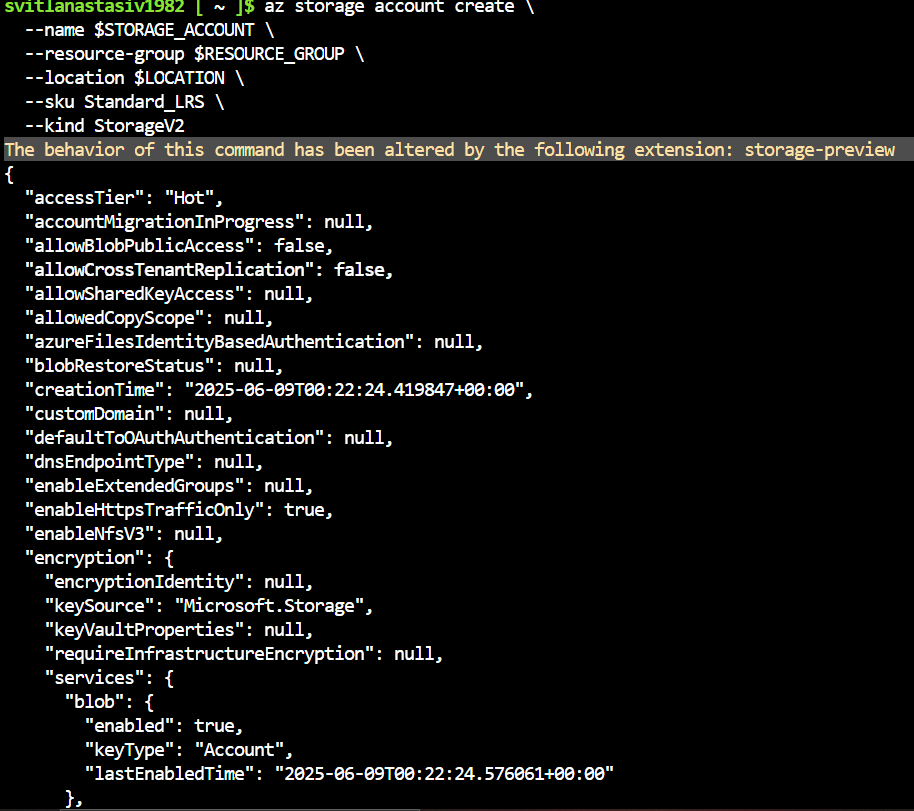 svitlanastasiv1982 [ ~ ]$ az storage account create \
  --name $STORAGE_ACCOUNT \
  --resource-group $RESOURCE_GROUP \
  --location $LOCATION \
  --sku Standard_LRS \
  --kind StorageV2
The behavior of this command has been altered by the following extension: storage-preview
{
  "accessTier": "Hot",
  "accountMigrationInProgress": null,
  "allowBlobPublicAccess": false,
  "allowCrossTenantReplication": false,
  "allowSharedKeyAccess": null,
  "allowedCopyScope": null,
  "azureFilesIdentityBasedAuthentication": null,
  "blobRestoreStatus": null,
  "creationTime": "2025-06-09T00:22:24.419847+00:00",
  "customDomain": null,
  "defaultToOAuthAuthentication": null,
  "dnsEndpointType": null,
  "enableExtendedGroups": null,
  "enableHttpsTrafficOnly": true,
  "enableNfsV3": null,
  "encryption": {
    "encryptionIdentity": null,
    "keySource": "Microsoft.Storage",
    "keyVaultProperties": null,
    "requireInfrastructureEncryption": null,
    "services": {
      "blob": {
        "enabled": true,
        "keyType": "Account",
        "lastEnabledTime": "2025-06-09T00:22:24.576061+00:00"
      },